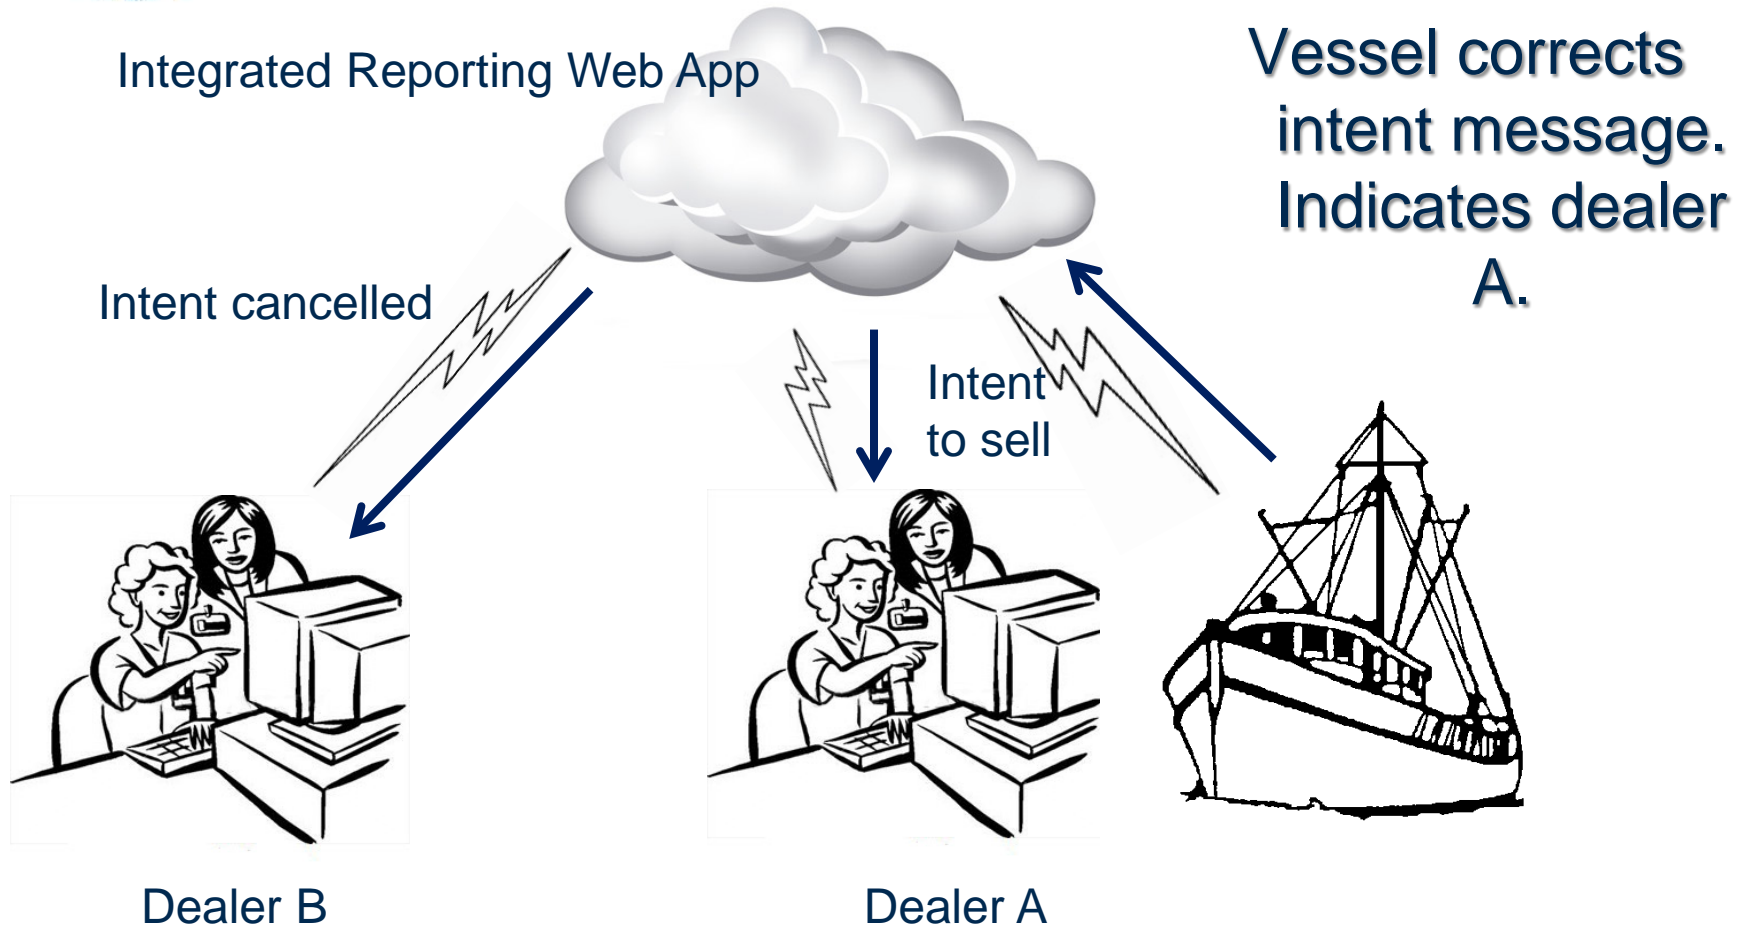 Integrated Reporting Web App
Vessel corrects
intent message.
Indicates dealer
A.
Intent cancelled
Intent
to sell
Dealer B
Dealer A